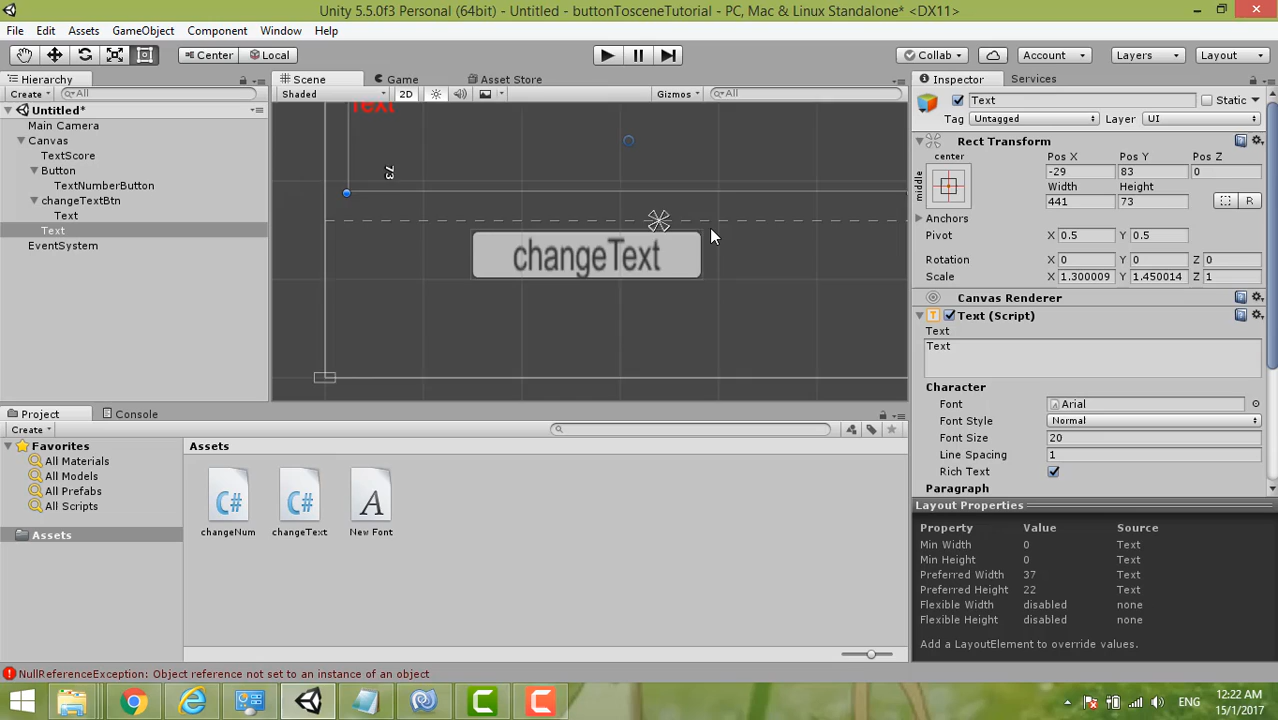 Unity 5.5.0f3 Personal (64bit) - Untitled - buttonTosceneTutorial - PC, Mac & Linux Standalone* <DX11>
File Edit Assets GameObject Component Window Help
Center Local Collab Account Layers Layout
Hierarchy
Create All
Untitled*
Main Camera
Canvas
TextScore
Button
TextNumberButton
changeTextBtn
Text
Text
EventSystem
Scene Game Asset Store
Shaded 2D Gizmos All
Text
73
changeText
Inspector Services
Text Static
Tag Untagged Layer UI
Rect Transform
center
middle
Pos X Pos Y Pos Z
-29 83 0
Width Height
441 73
R
Anchors
Pivot X 0.5 Y 0.5
Rotation X 0 Y 0 Z 0
Scale X 1.300009 Y 1.450014 Z 1
Canvas Renderer
Text (Script)
Text
Text
Character
Font Arial
Font Style Normal
Font Size 20
Line Spacing 1
Rich Text
Paragraph
Layout Properties
Property Value Source
Min Width 0 Text
Min Height 0 Text
Preferred Width 37 Text
Preferred Height 22 Text
Flexible Width disabled none
Flexible Height disabled none
Add a LayoutElement to override values.
Project Console
Create
Favorites
All Materials
All Models
All Prefabs
All Scripts
Assets
Assets
C# C# A
changeNum changeText New Font
NullReferenceException: Object reference not set to an instance of an object
ENG
12:22 AM
15/1/2017